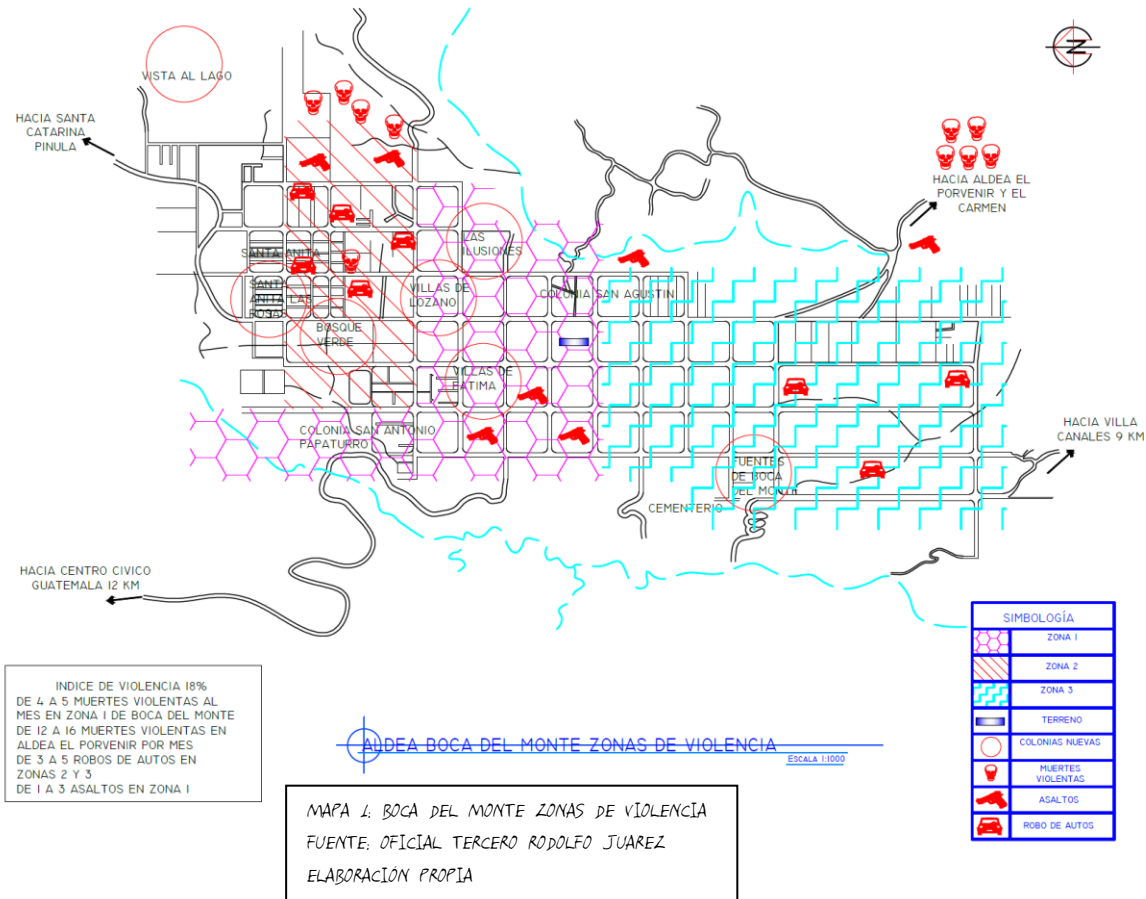 N
VISTA AL LAGO
HACIA SANTA
CATARINA
PINULA
HACIA ALDEA EL
PORVENIR Y EL
CARMEN
LAS
ILUSIONES
SANTA ANITA
SANTA
ANITA LAS
ROSAS
VILLAS DE
LOZANO
COLONIA SAN AGUSTIN
BOSQUE
VERDE
VILLAS DE
FATIMA
COLONIA SAN ANTONIO
PAPATURRO
HACIA VILLA
CANALES 9 KM
FUENTES
DE BOCA
DEL MONTE
CEMENTERIO
HACIA CENTRO CIVICO
GUATEMALA 12 KM
SIMBOLOGÍA
ZONA 1
ZONA 2
ZONA 3
TERRENO
COLONIAS NUEVAS
MUERTES
VIOLENTAS
ASALTOS
ROBO DE AUTOS
INDICE DE VIOLENCIA 18%
DE 4 A 5 MUERTES VIOLENTAS AL
MES EN ZONA 1 DE BOCA DEL MONTE
DE 12 A 16 MUERTES VIOLENTAS EN
ALDEA EL PORVENIR POR MES
DE 3 A 5 ROBOS DE AUTOS EN
ZONAS 2 Y 3
DE 1 A 3 ASALTOS EN ZONA 1
ALDEA BOCA DEL MONTE ZONAS DE VIOLENCIA
ESCALA 1:1000
MAPA 1: BOCA DEL MONTE ZONAS DE VIOLENCIA
FUENTE: OFICIAL TERCERO RODOLFO JUAREZ
ELABORACIÓN PROPIA